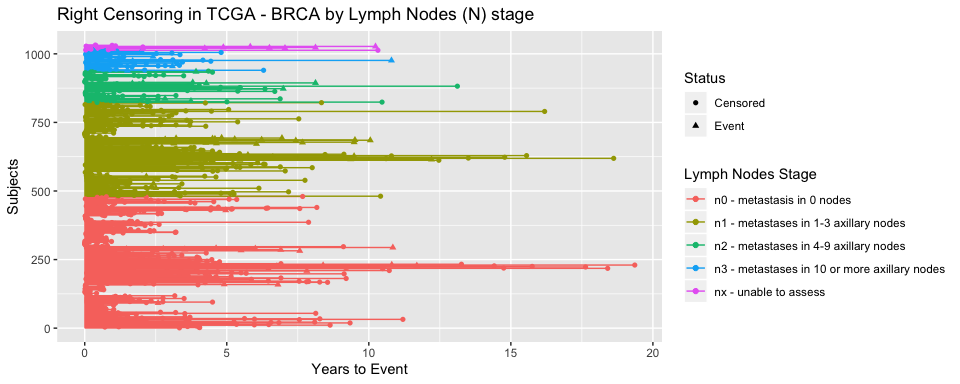 Right Censoring in TCGA - BRCA by Lymph Nodes (N) stage
1000
750
500
250
0
Subjects
0
5
10
15
20
Years to Event
Status
Censored
Event
Lymph Nodes Stage
n0 - metastasis in 0 nodes
n1 - metastases in 1-3 axillary nodes
n2 - metastases in 4-9 axillary nodes
n3 - metastases in 10 or more axillary nodes
nx - unable to assess